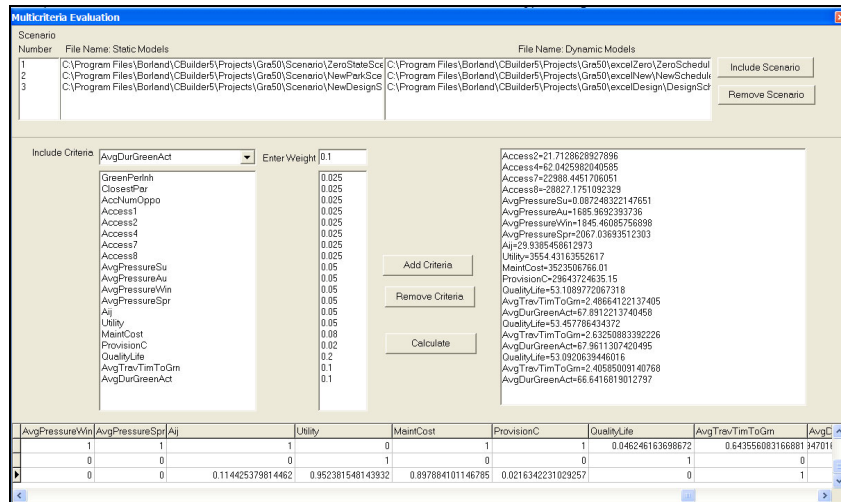 Multicriteria Evaluation
Scenario
Number File Name: Static Models File Name: Dynamic Models
1 C:\Program Files\Borland\CBuilder5\Projects\Gra50\Scenario\ZeroStateSce C:\Program Files\Borland\CBuilder5\Projects\Gra50\excelZero\ZeroSchedul
2 C:\Program Files\Borland\CBuilder5\Projects\Gra50\Scenario\NewParkSce C:\Program Files\Borland\CBuilder5\Projects\Gra50\excelNew\NewSchedule
3 C:\Program Files\Borland\CBuilder5\Projects\Gra50\Scenario\NewDesignS C:\Program Files\Borland\CBuilder5\Projects\Gra50\excelDesign\DesignSch
Include Scenario
Remove Scenario
Include Criteria AvgDurGreenAct Enter Weight 0.1
GreenPerInh 0.025
ClosestPar 0.025
AccNumOppo 0.025
Access1 0.025
Access2 0.025
Access4 0.025
Access7 0.025
Access8 0.025
AvgPressureSu 0.05
AvgPressureAu 0.05
AvgPressureWin 0.05
AvgPressureSpr 0.05
Aij 0.05
Utility 0.05
MaintCost 0.08
ProvisionC 0.02
QualityLife 0.2
AvgTravTimToGrn 0.1
AvgDurGreenAct 0.1
Add Criteria
Remove Criteria
Calculate
Access2=21.7128628927896
Access4=62.0425982040585
Access7=22988.4451706051
Access8=-28827.1751092329
AvgPressureSu=0.087248322147651
AvgPressureAu=1685.9692393736
AvgPressureWin=1845.46085756898
AvgPressureSpr=2067.03693512303
Aij=29.9385458612973
Utility=3554.43163552617
MaintCost=3523506766.01
ProvisionC=29643724635.15
QualityLife=53.1089772067318
AvgTravTimToGrn=2.48664122137405
AvgDurGreenAct=67.8912213740458
QualityLife=53.457786434372
AvgTravTimToGrn=2.63250883392226
AvgDurGreenAct=67.9611307420495
QualityLife=53.0920639446016
AvgTravTimToGrn=2.40585009140768
AvgDurGreenAct=66.6416819012797
AvgPressureWin AvgPressureSpr Aij Utility MaintCost ProvisionC QualityLife AvgTravTimToGrn AvgD
1 1 1 0 1 1 0.046246163698672 0.643556083166881
0 0 0 1 0 0 1 0
0 0 0.114425379814462 0.952381548143932 0.897884101146785 0.0216342231029257 0 1